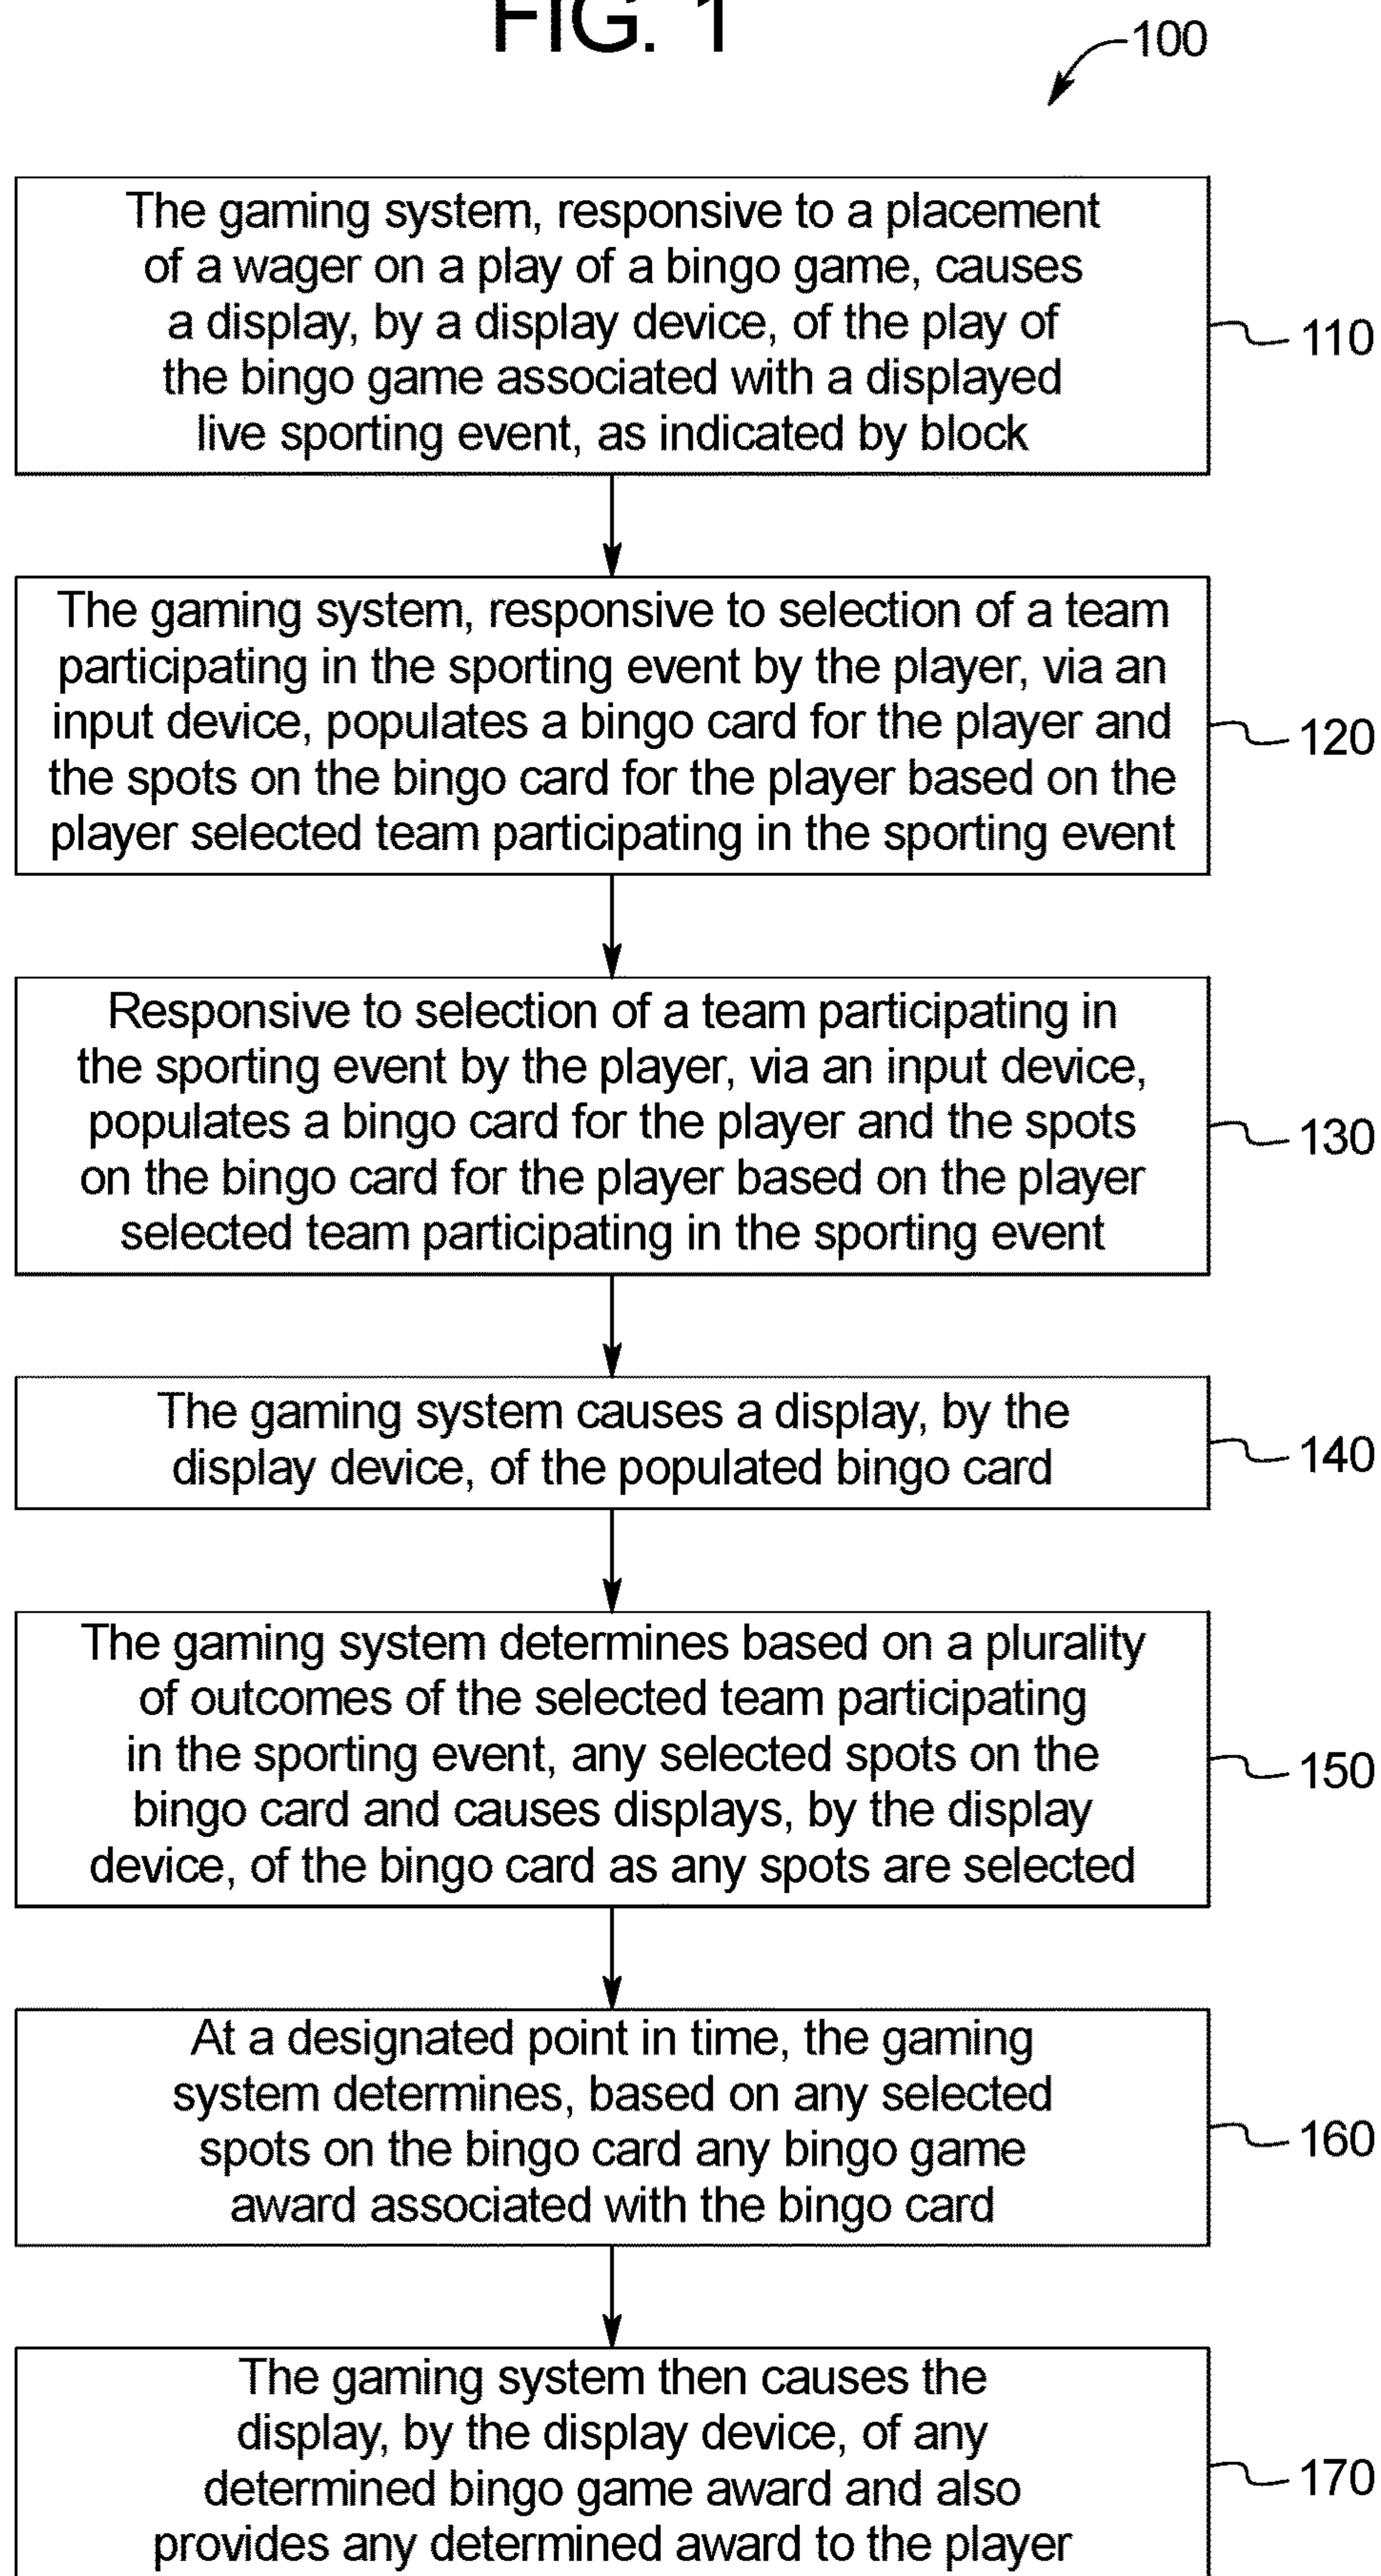 FIG. 1
100
The gaming system, responsive to a placement
of a wager on a play of a bingo game, causes
a display, by a display device, of the play of
the bingo game associated with a displayed
live sporting event, as indicated by block
110
The gaming system, responsive to selection of a team
participating in the sporting event by the player, via an
input device, populates a bingo card for the player and
the spots on the bingo card for the player based on the
player selected team participating in the sporting event
120
Responsive to selection of a team participating in
the sporting event by the player, via an input device,
populates a bingo card for the player and the spots
on the bingo card for the player based on the player
selected team participating in the sporting event
130
The gaming system causes a display, by the
display device, of the populated bingo card
140
The gaming system determines based on a plurality
of outcomes of the selected team participating
in the sporting event, any selected spots on the
bingo card and causes displays, by the display
device, of the bingo card as any spots are selected
150
At a designated point in time, the gaming
system determines, based on any selected
spots on the bingo card any bingo game
award associated with the bingo card
160
The gaming system then causes the
display, by the display device, of any
determined bingo game award and also
provides any determined award to the player
170